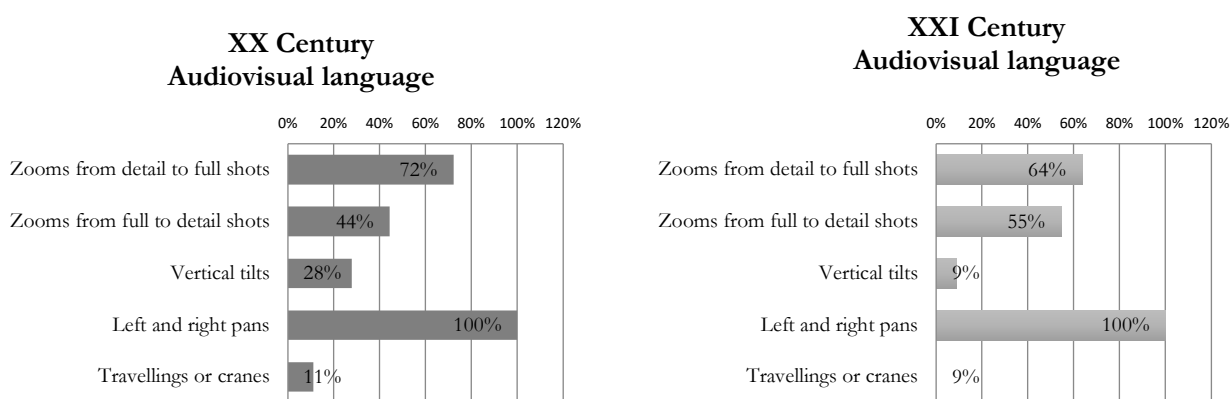 XX Century
Audiovisual language
0% 20% 40% 60% 80% 100% 120%
Zooms from detail to full shots 72%
Zooms from full to detail shots 44%
Vertical tilts 28%
Left and right pans 100%
Travellings or cranes 11%
XXI Century
Audiovisual language
0% 20% 40% 60% 80% 100% 120%
Zooms from detail to full shots 64%
Zooms from full to detail shots 55%
Vertical tilts 9%
Left and right pans 100%
Travellings or cranes 9%